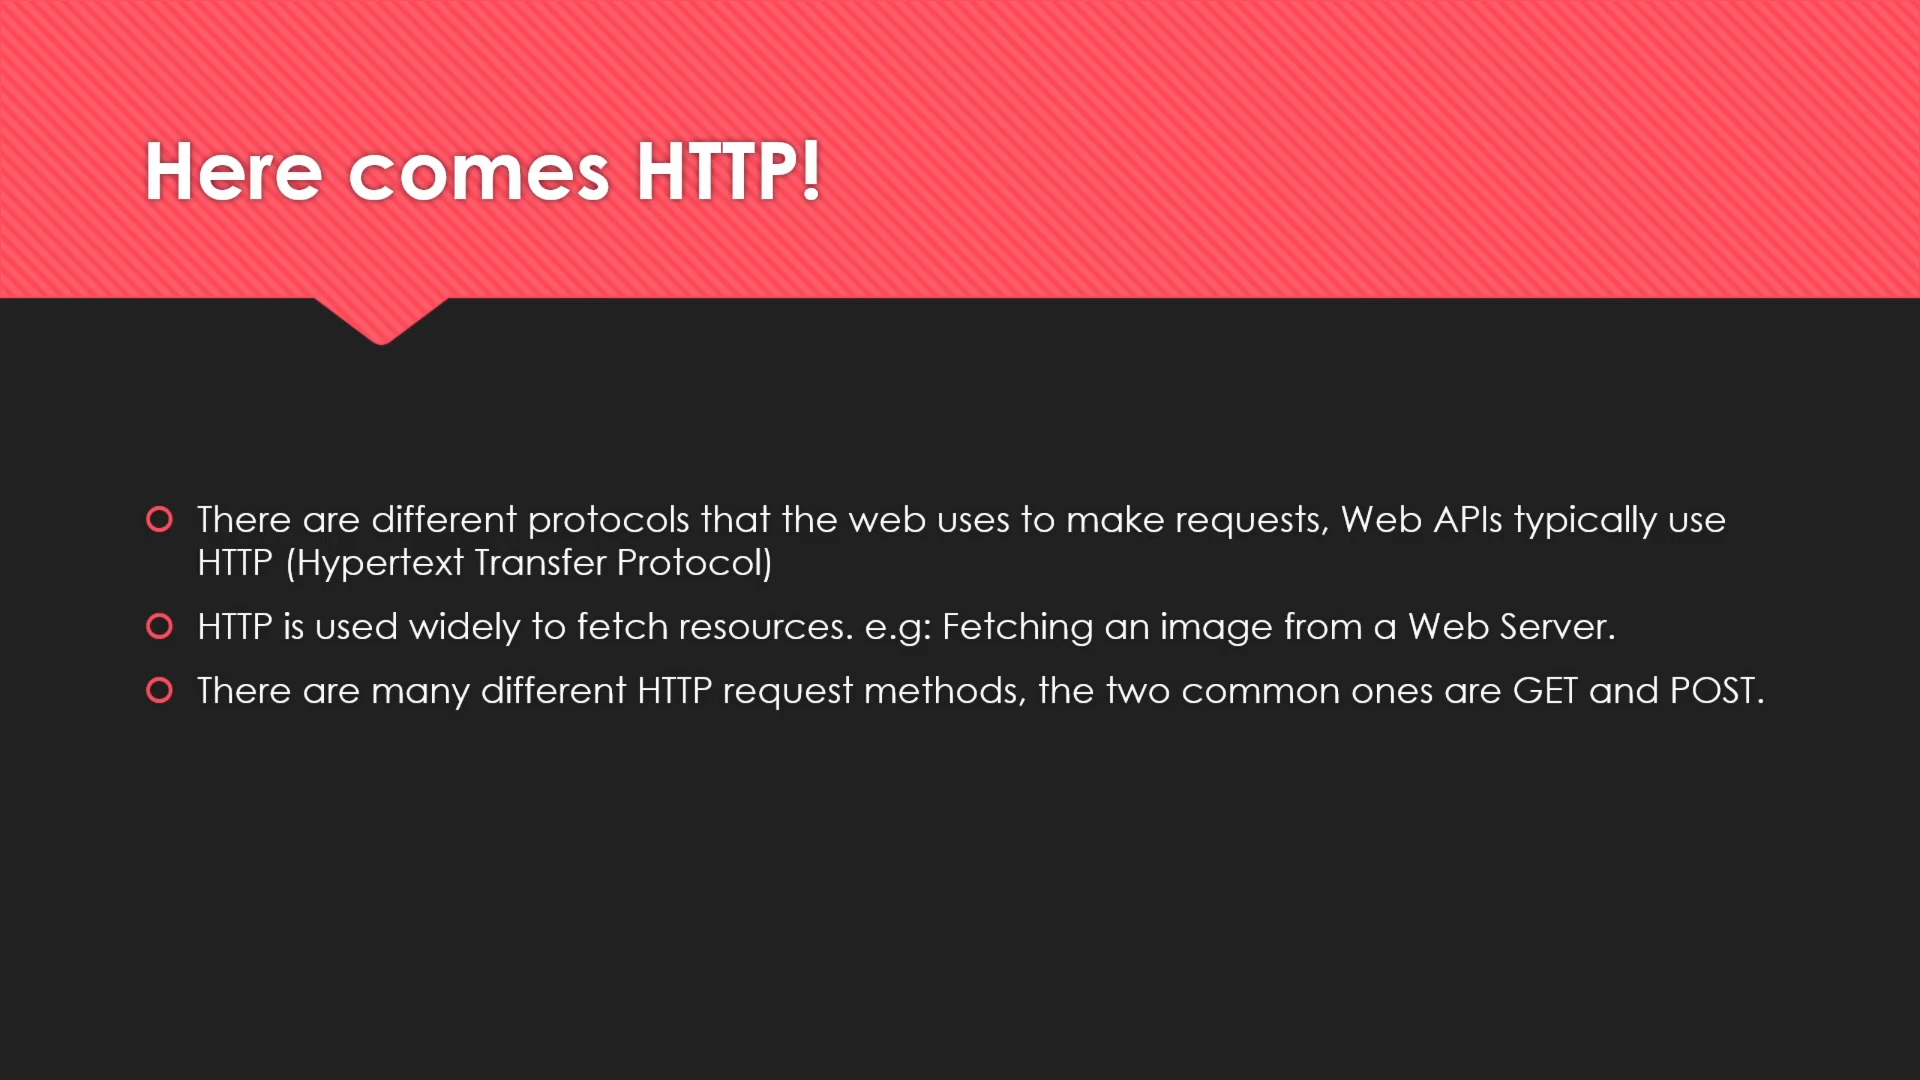 Here comes HTTP!
There are different protocols that the web uses to make requests, Web APIs typically use
HTTP (Hypertext Transfer Protocol)
HTTP is used widely to fetch resources. e.g: Fetching an image from a Web Server.
There are many different HTTP request methods, the two common ones are GET and POST.